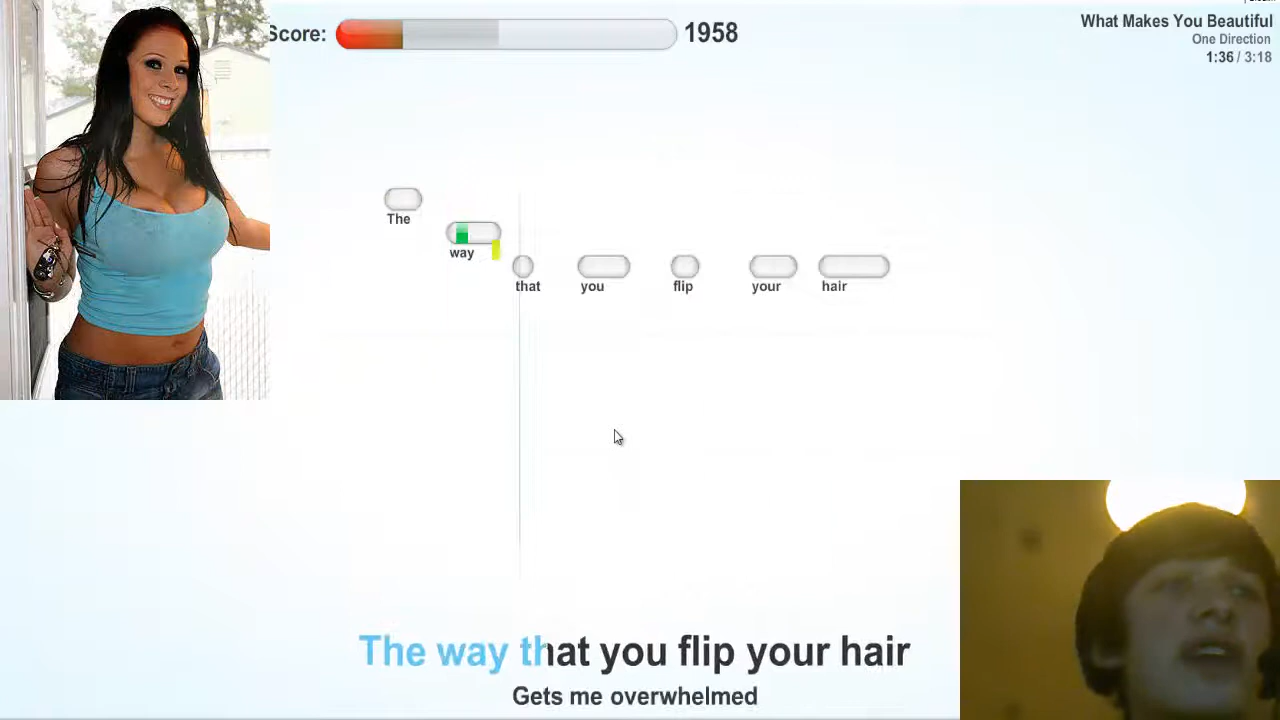 Score: 1958
What Makes You Beautiful
One Direction
1:36 / 3:18
The
way
that you flip your hair
The way that you flip your hair
Gets me overwhelmed